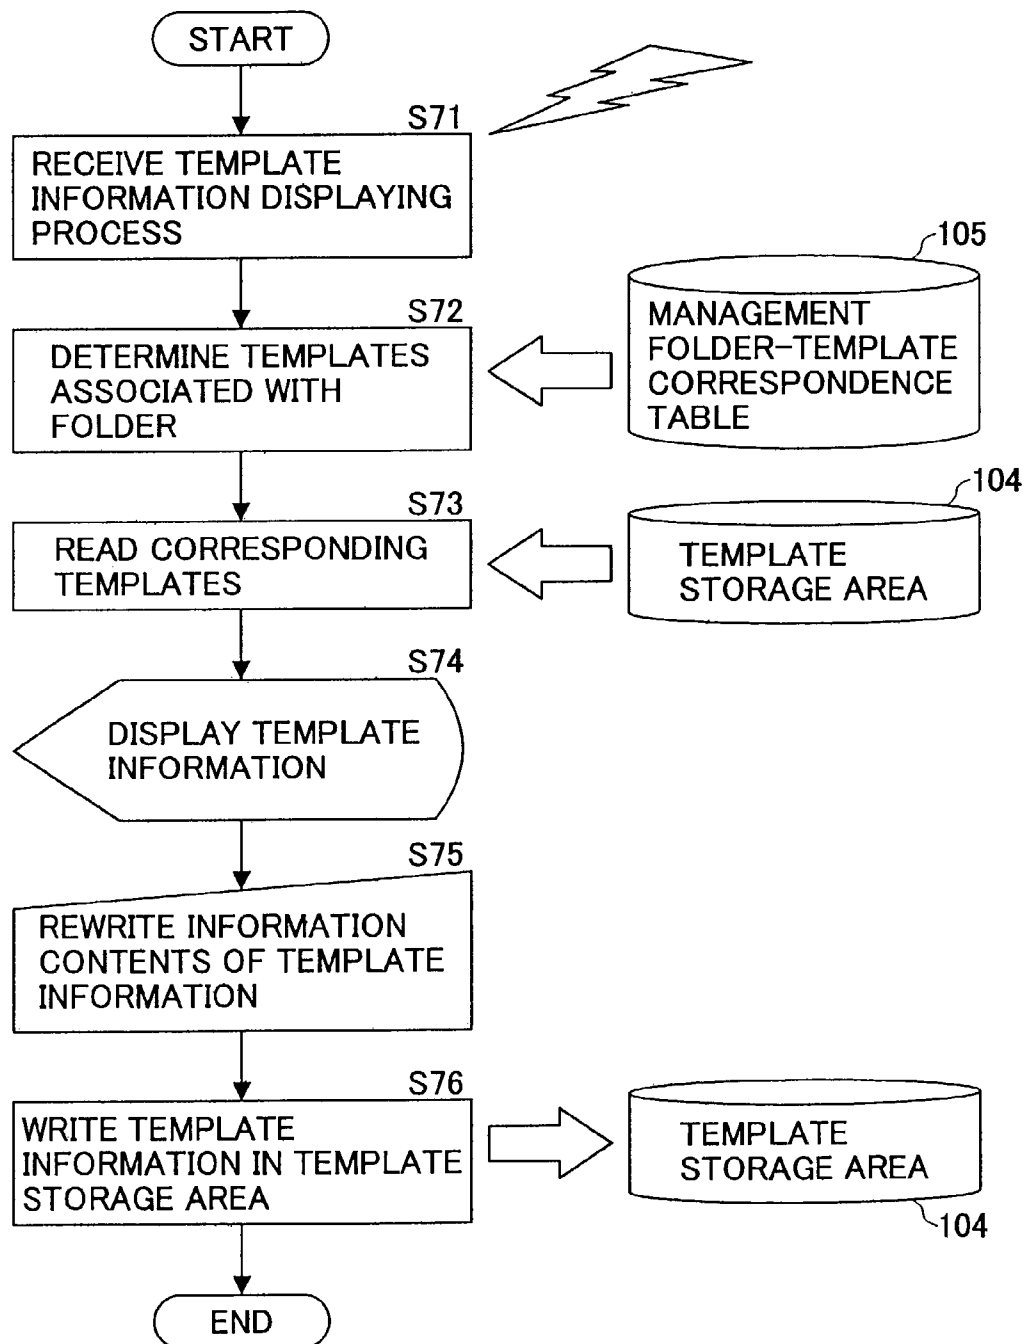 START
S71
RECEIVE TEMPLATE
INFORMATION DISPLAYING
PROCESS
S72
DETERMINE TEMPLATES
ASSOCIATED WITH
FOLDER
105
MANAGEMENT
FOLDER-TEMPLATE
CORRESPONDENCE
TABLE
S73
READ CORRESPONDING
TEMPLATES
104
TEMPLATE
STORAGE AREA
S74
DISPLAY TEMPLATE
INFORMATION
S75
REWRITE INFORMATION
CONTENTS OF TEMPLATE
INFORMATION
S76
WRITE TEMPLATE
INFORMATION IN TEMPLATE
STORAGE AREA
TEMPLATE
STORAGE AREA
104
END